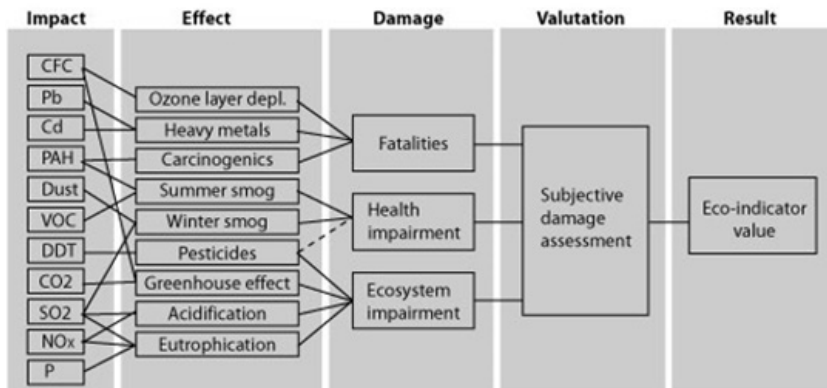 Impact
Effect
Damage
Valutation
Result
CFC
Pb
Cd
PAH
Dust
VOC
DDT
CO2
SO2
NOx
P
Ozone layer depl.
Heavy metals
Carcinogenics
Summer smog
Winter smog
Pesticides
Greenhouse effect
Acidification
Eutrophication
Fatalities
Health
impairment
Ecosystem
impairment
Subjective
damage
assessment
Eco-indicator
value